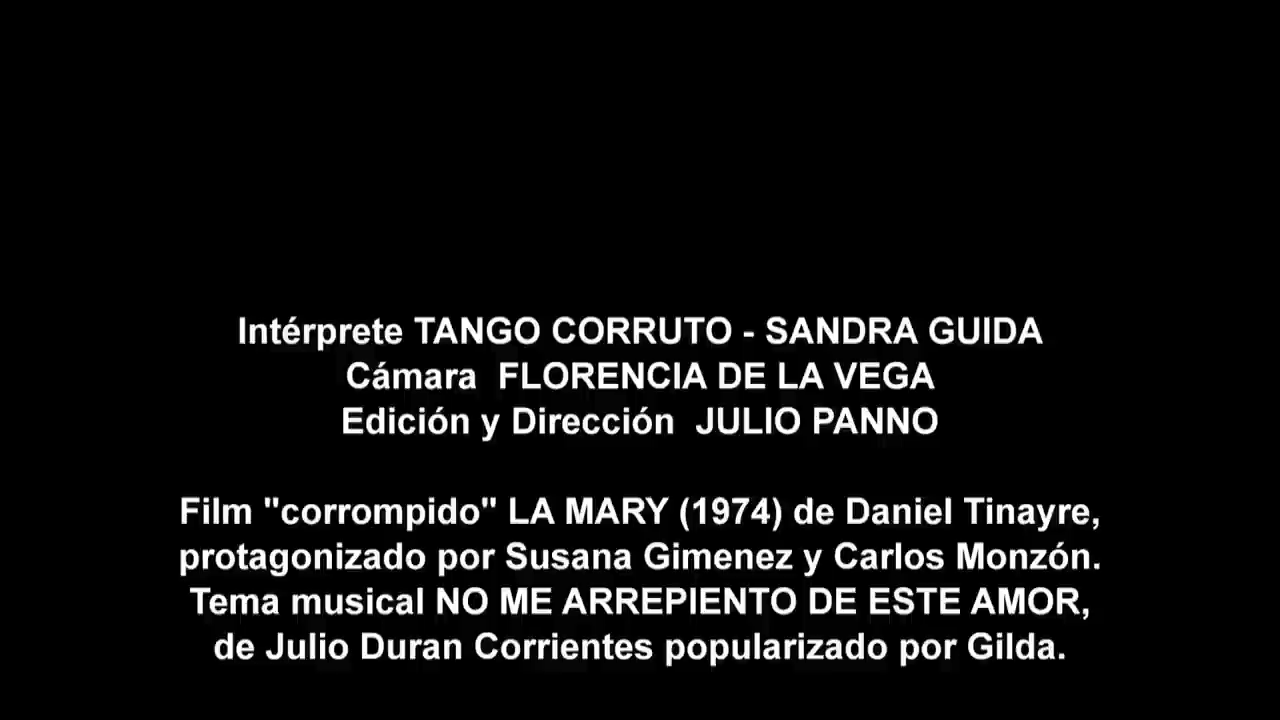 Intérprete TANGO CORRUTO - SANDRA GUIDA
Cámara  FLORENCIA DE LA VEGA
Edición y Dirección  JULIO PANNO
Film "corrompido" LA MARY (1974) de Daniel Tinayre,
protagonizado por Susana Gimenez y Carlos Monzón.
Tema musical NO ME ARREPIENTO DE ESTE AMOR,
de Julio Duran Corrientes popularizado por Gilda.